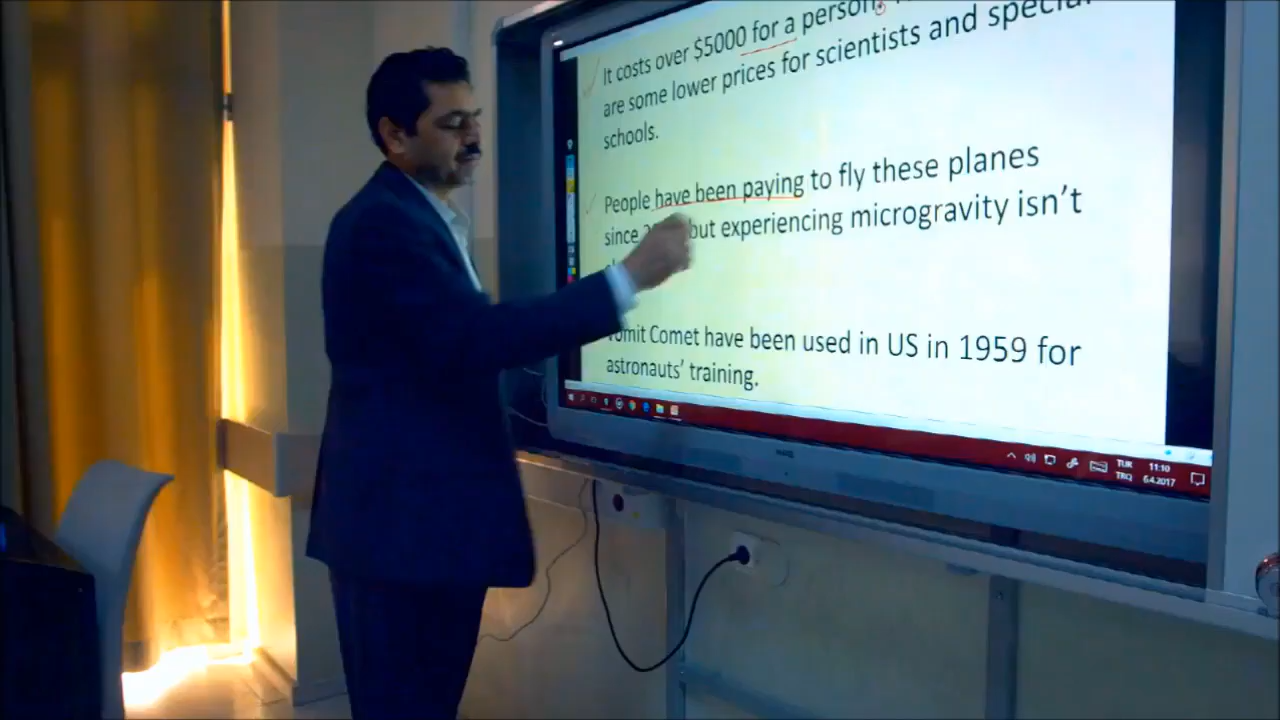 It costs over $5000 for a person,
are some lower prices for scientists and special
schools.
People have been paying to fly these planes
since but experiencing microgravity isn't
Comet have been used in US in 1959 for
astronauts' training.
TUR 11:10
TRQ 6.4.2017